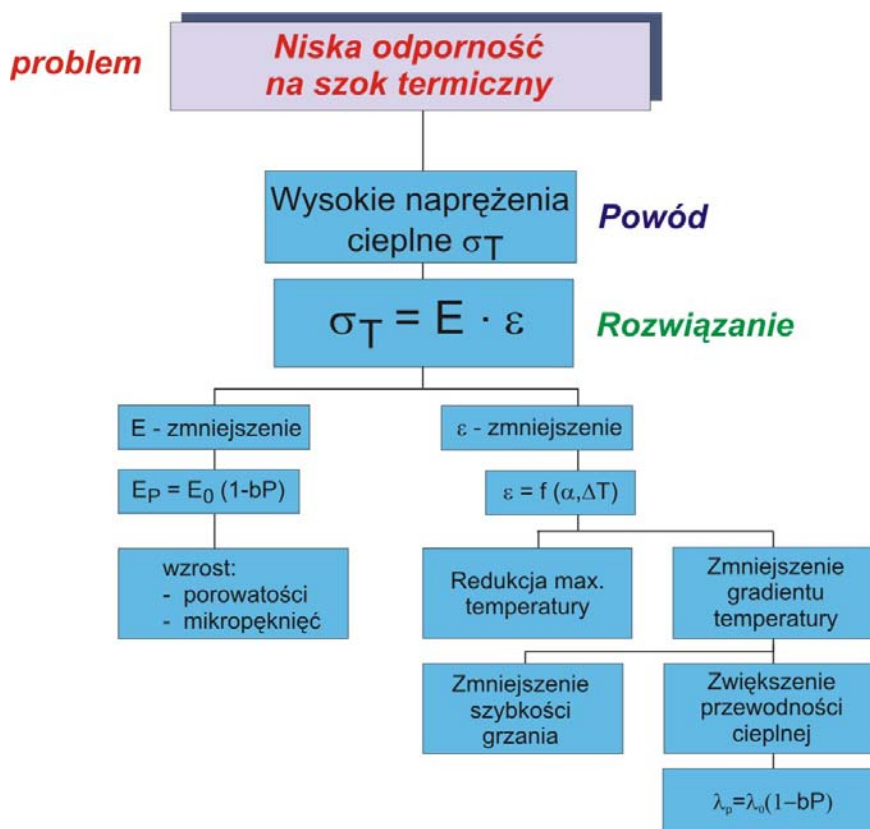 problem
Niska odporność
na szok termiczny
Wysokie naprężenia
cieplne σT
Powód
σT = E · ε
Rozwiązanie
E - zmniejszenie
ε - zmniejszenie
EP = E0 (1-bP)
ε = f (α,ΔT)
wzrost:
- porowatości
- mikropęknięć
Redukcja max.
temperatury
Zmniejszenie
gradientu
temperatury
Zmniejszenie
szybkości
grzania
Zwiększenie
przewodności
cieplnej
λp=λ0(1–bP)